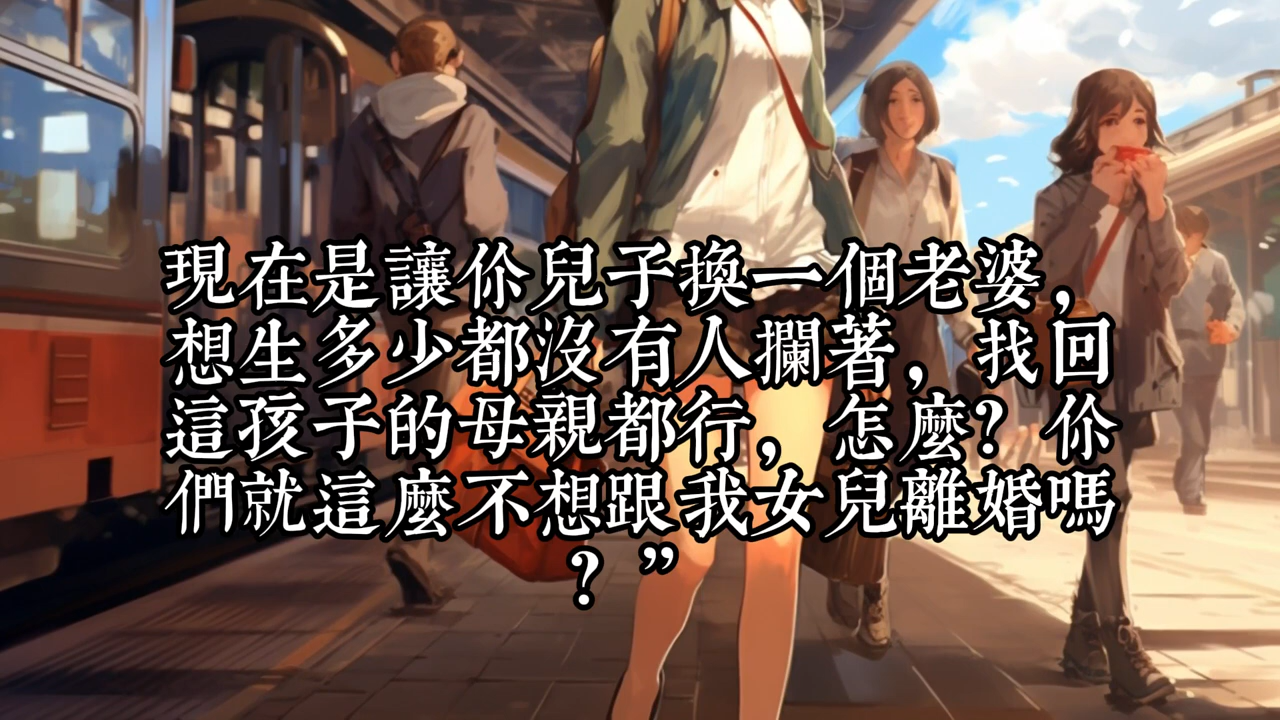 現在是讓你兒子換一個老婆，
想生多少都沒有人攔著，找回
這孩子的母親都行，怎麼？你
們就這麼不想跟我女兒離婚嗎
？”